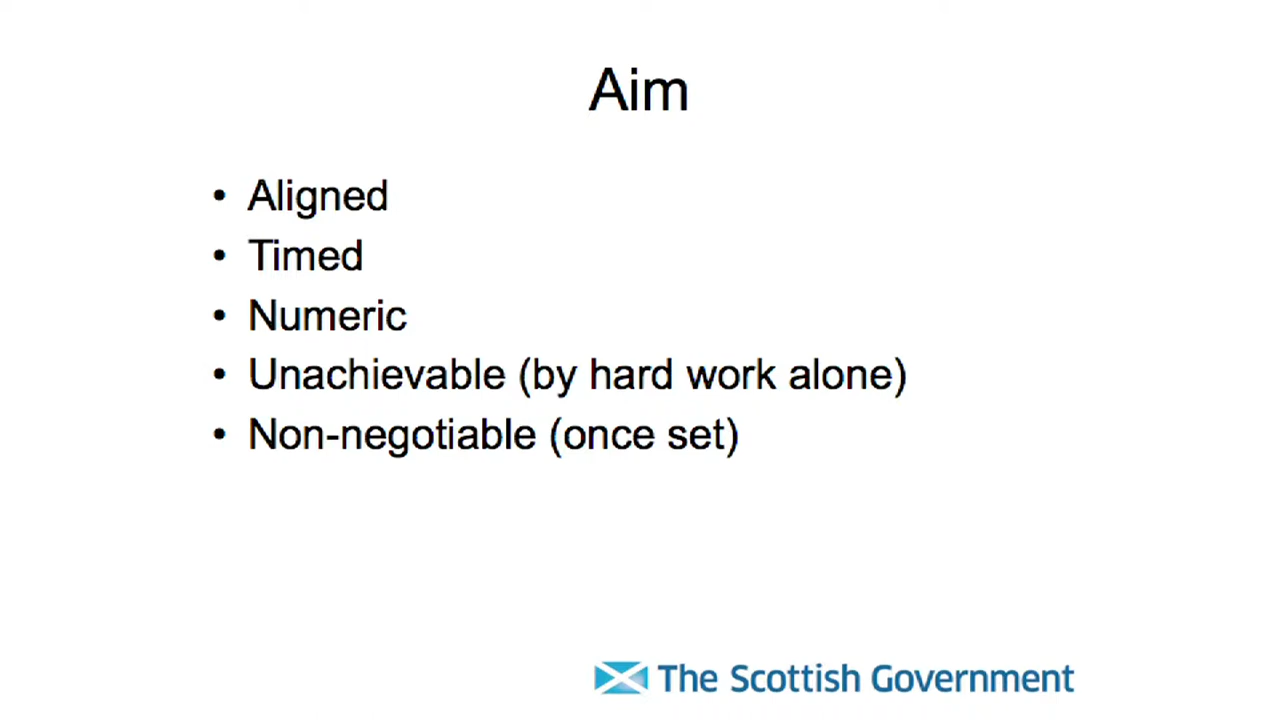 Aim
• Aligned
• Timed
• Numeric
• Unachievable (by hard work alone)
• Non-negotiable (once set)
The Scottish Government